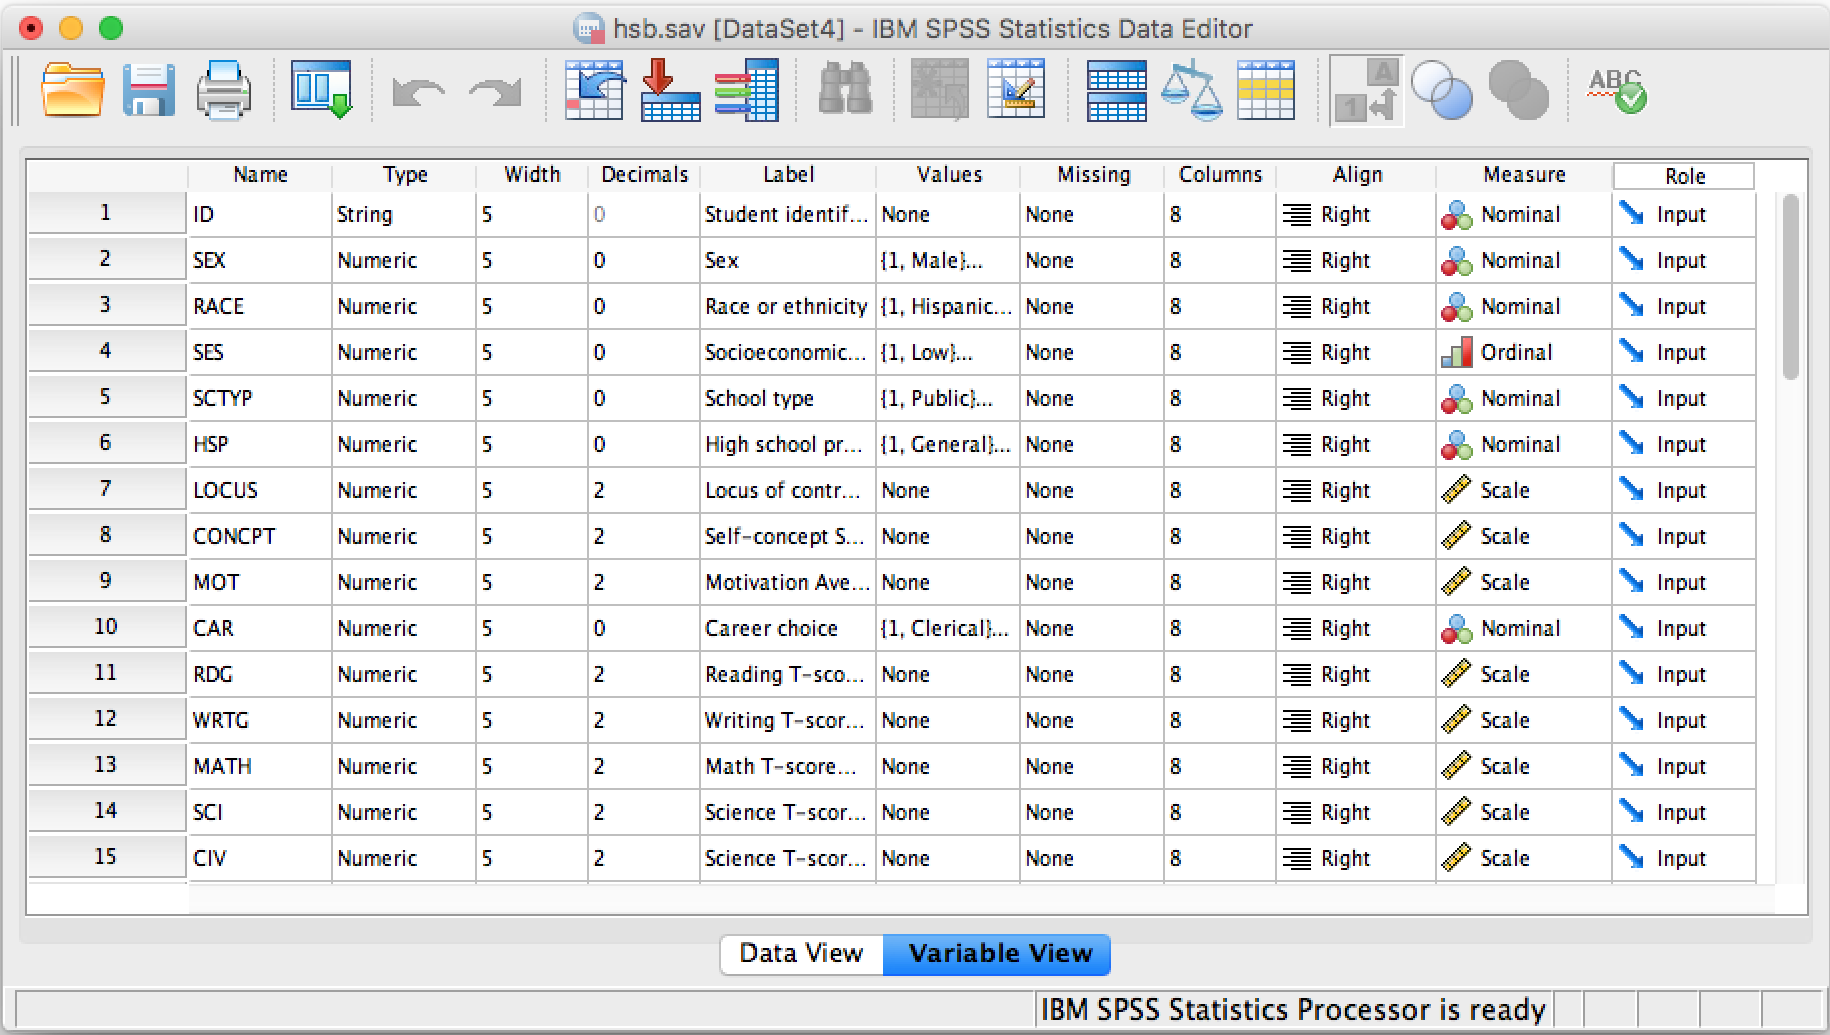 hsb.sav [DataSet4] - IBM SPSS Statistics Data Editor
A
1
ABC
Name Type Width Decimals Label Values Missing Columns Align Measure Role
1 ID String 5 0 Student identif... None None 8 Right Nominal Input
2 SEX Numeric 5 0 Sex {1, Male}... None 8 Right Nominal Input
3 RACE Numeric 5 0 Race or ethnicity {1, Hispanic... None 8 Right Nominal Input
4 SES Numeric 5 0 Socioeconomic... {1, Low}... None 8 Right Ordinal Input
5 SCTYP Numeric 5 0 School type {1, Public}... None 8 Right Nominal Input
6 HSP Numeric 5 0 High school pr... {1, General}... None 8 Right Nominal Input
7 LOCUS Numeric 5 2 Locus of contr... None None 8 Right Scale Input
8 CONCPT Numeric 5 2 Self-concept S... None None 8 Right Scale Input
9 MOT Numeric 5 2 Motivation Ave... None None 8 Right Scale Input
10 CAR Numeric 5 0 Career choice {1, Clerical}... None 8 Right Nominal Input
11 RDG Numeric 5 2 Reading T-sco... None None 8 Right Scale Input
12 WRTG Numeric 5 2 Writing T-scor... None None 8 Right Scale Input
13 MATH Numeric 5 2 Math T-score... None None 8 Right Scale Input
14 SCI Numeric 5 2 Science T-scor... None None 8 Right Scale Input
15 CIV Numeric 5 2 Science T-scor... None None 8 Right Scale Input
Data View Variable View
IBM SPSS Statistics Processor is ready